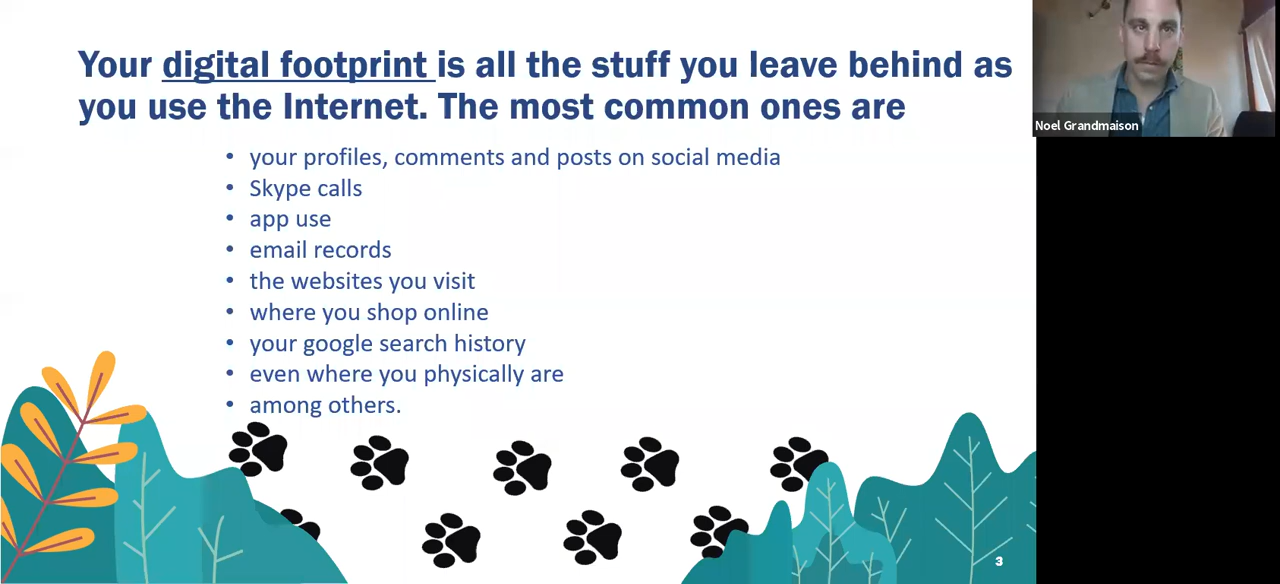 Your digital footprint is all the stuff you leave behind as
you use the Internet. The most common ones are
• your profiles, comments and posts on social media
• Skype calls
• app use
• email records
• the websites you visit
• where you shop online
• your google search history
• even where you physically are
• among others.
Noel Grandmaison
3